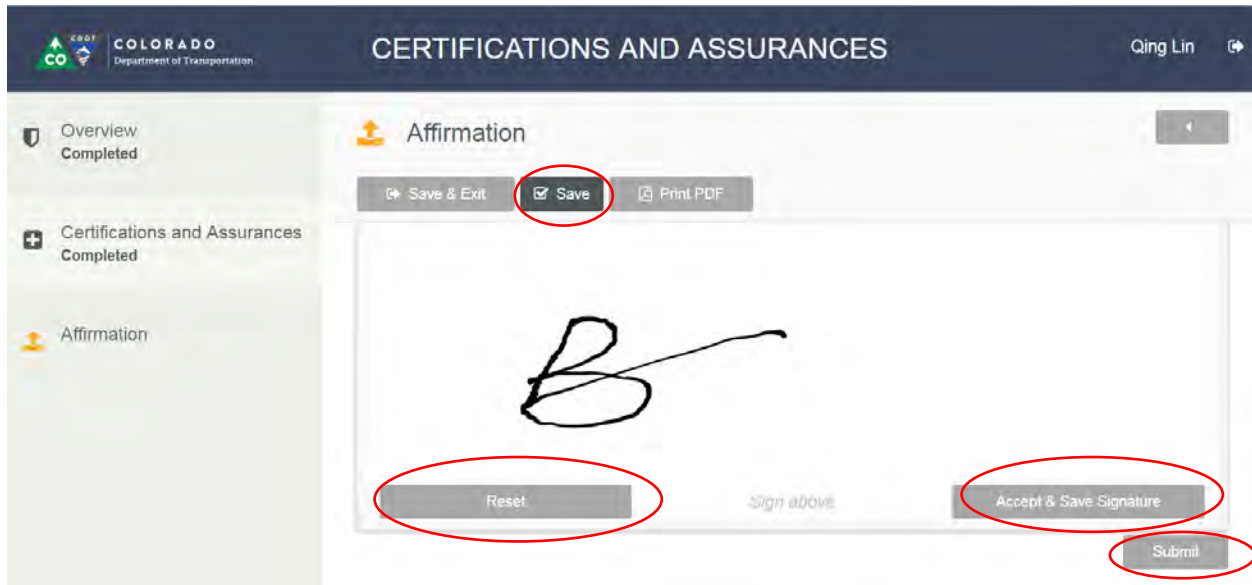 CDOT
CO
COLORADO
Department of Transportation
CERTIFICATIONS AND ASSURANCES
Qing Lin
Overview
Completed
Certifications and Assurances
Completed
Affirmation
Affirmation
Save & Exit
Save
Print PDF
Reset
Sign above
Accept & Save Signature
Submit